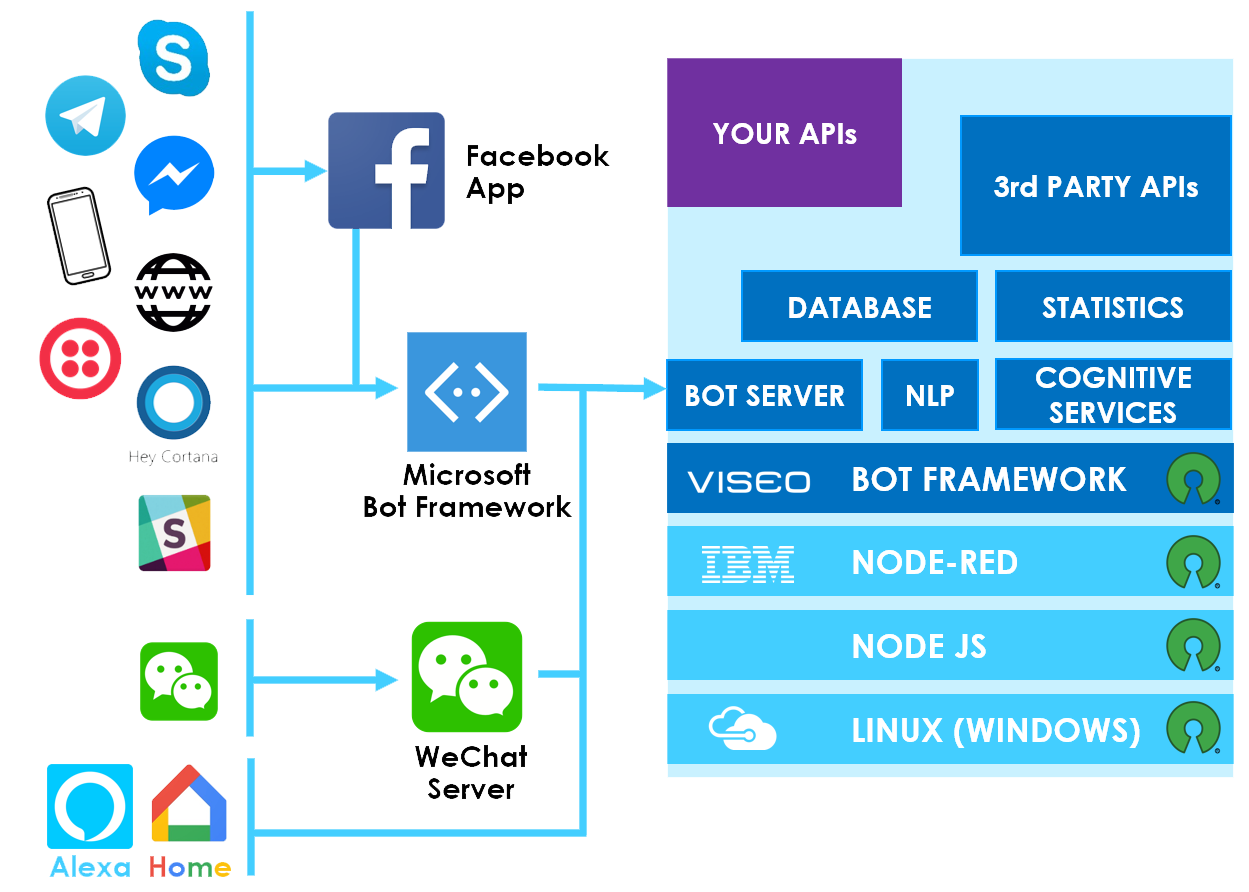 S
WWW
Hey Cortana
S
Alexa
Home
f
Facebook
App
Microsoft
Bot Framework
WeChat
Server
YOUR APIs
3rd PARTY APIs
DATABASE
STATISTICS
BOT SERVER
NLP
COGNITIVE
SERVICES
VISEO BOT FRAMEWORK
IBM NODE-RED
NODE JS
LINUX (WINDOWS)